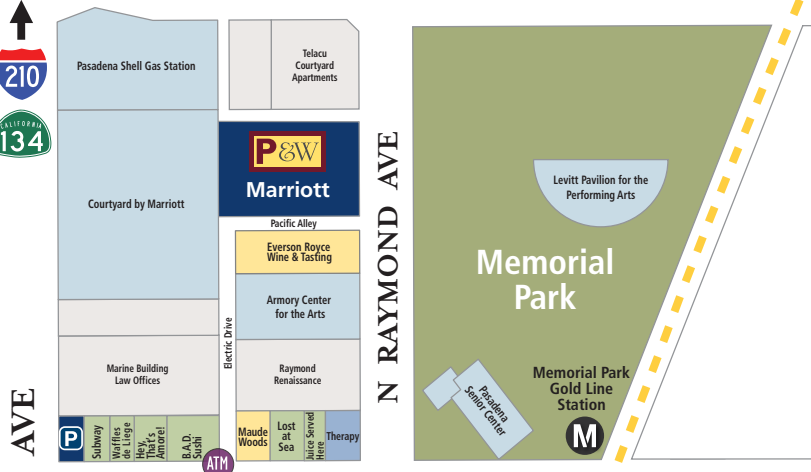 210
CALIFORNIA
134
AVE
Pasadena Shell Gas Station
Courtyard by Marriott
Marine Building
Law Offices
P
Subway
Waffles
de Liege
Hey,
That's
Amore!
B.A.D.
Sushi
ATM
Telacu
Courtyard
Apartments
P&W
Marriott
Pacific Alley
Electric Drive
Everson Royce
Wine & Tasting
Armory Center
for the Arts
Raymond
Renaissance
Maude
Woods
Lost
at
Sea
Juice Served
Here
Therapy
N RAYMOND AVE
Levitt Pavilion for the
Performing Arts
Memorial
Park
Pasadena
Senior Center
Memorial Park
Gold Line
Station
M